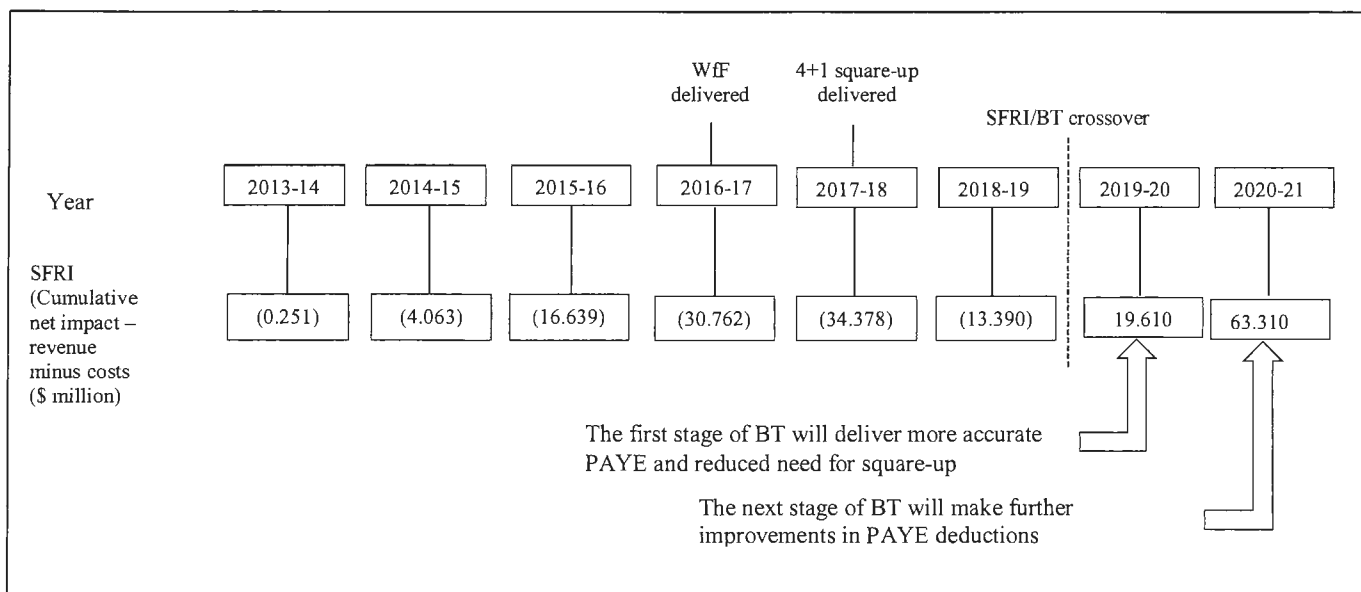 WfF
delivered
4+1 square-up
delivered
SFRI/BT crossover
Year
2013-14
2014-15
2015-16
2016-17
2017-18
2018-19
2019-20
2020-21
SFRI
(Cumulative
net impact –
revenue
minus costs
($ million)
(0.251)
(4.063)
(16.639)
(30.762)
(34.378)
(13.390)
19.610
63.310
The first stage of BT will deliver more accurate
PAYE and reduced need for square-up
The next stage of BT will make further
improvements in PAYE deductions